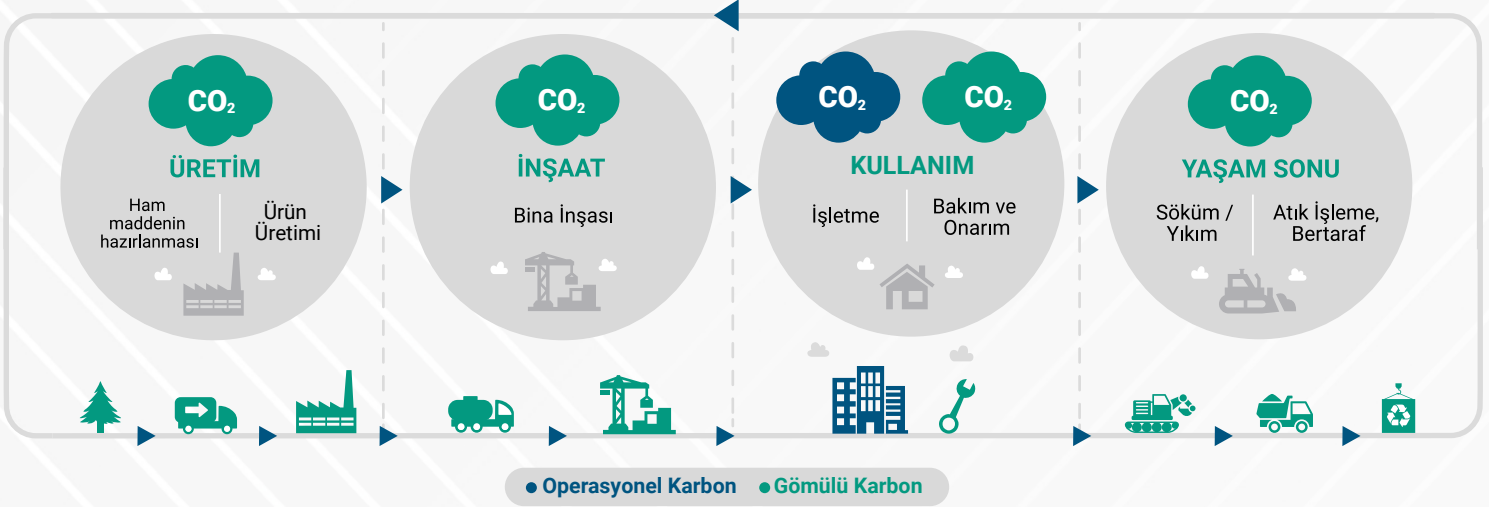 CO₂
ÜRETİM
Ham
maddenin
hazırlanması
Ürün
Üretimi
CO₂
İNŞAAT
Bina İnşası
CO₂
CO₂
KULLANIM
İşletme
Bakım ve
Onarım
CO₂
YAŞAM SONU
Söküm /
Yıkım
Atık İşleme,
Bertaraf
Operasyonel Karbon
Gömülü Karbon